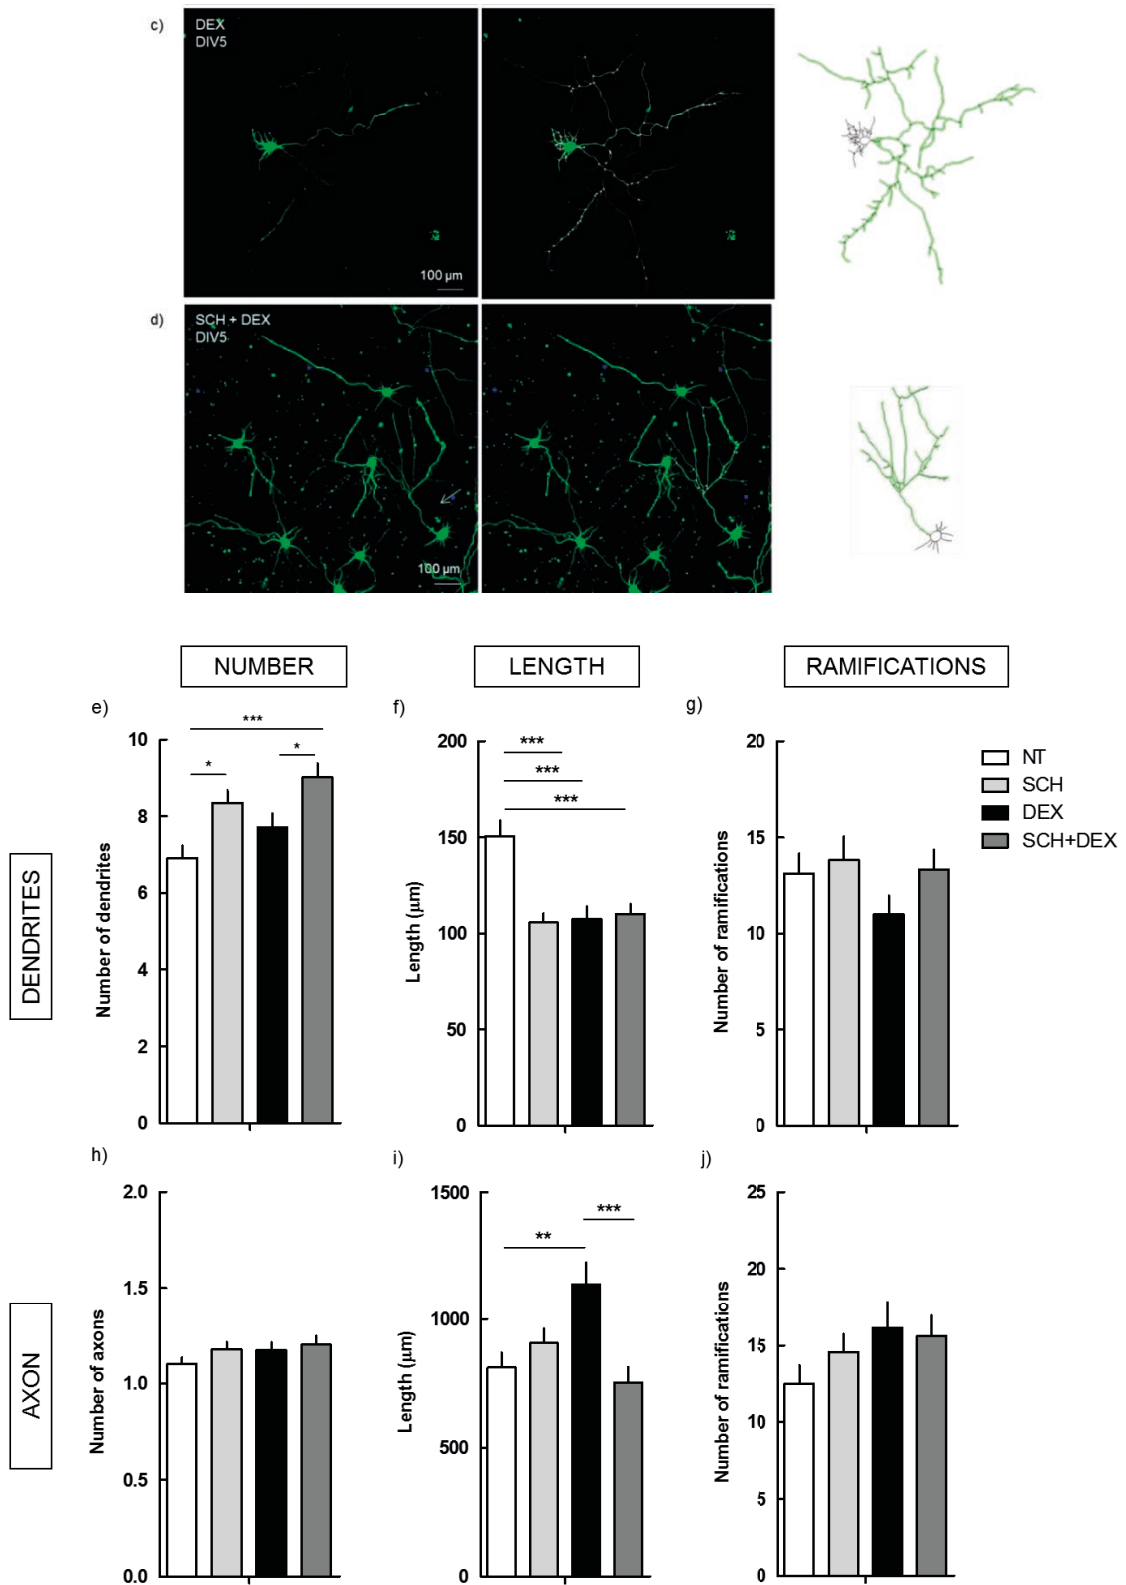 c)
DEX
DIV5
100 µm
d)
SCH + DEX
DIV5
100 µm
NUMBER
LENGTH
RAMIFICATIONS
DENDRITES
e)
Number of dendrites
10
8
6
4
2
0
***
*
*
f)
Length (µm)
200
150
100
50
0
***
***
***
g)
Number of ramifications
20
15
10
5
0
NT
SCH
DEX
SCH+DEX
AXON
h)
Number of axons
2.0
1.5
1.0
0.5
0.0
i)
Length (µm)
1500
1000
500
0
**
***
j)
Number of ramifications
25
20
15
10
5
0